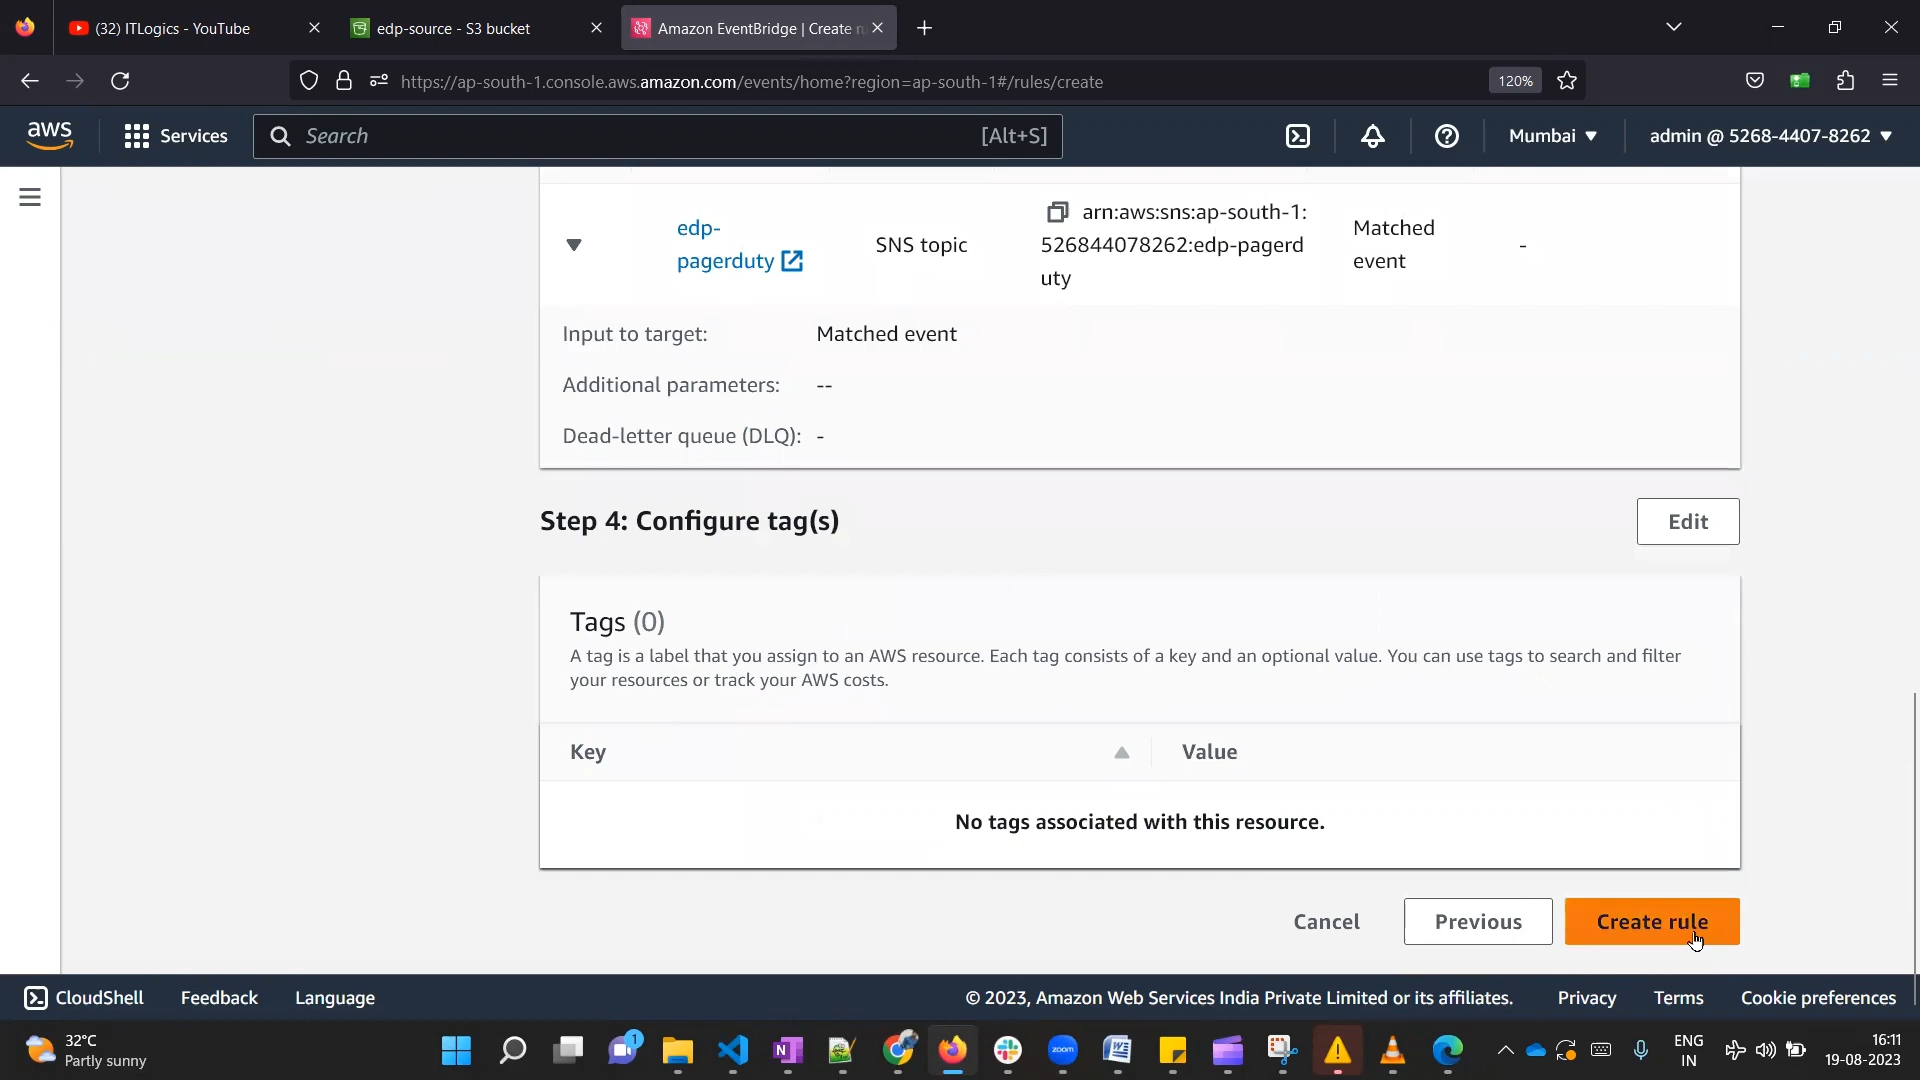 (32) ITLogics - YouTube
edp-source - S3 bucket
Amazon EventBridge | Create ru
https://ap-south-1.console.aws.amazon.com/events/home?region=ap-south-1#/rules/create
120%
aws
Services
Search
[Alt+S]
Mumbai
admin @ 5268-4407-8262
edp-
pagerduty
SNS topic
arn:aws:sns:ap-south-1:
526844078262:edp-pagerd
uty
Matched
event
-
Input to target:
Matched event
Additional parameters:
--
Dead-letter queue (DLQ):
-
Step 4: Configure tag(s)
Edit
Tags (0)
A tag is a label that you assign to an AWS resource. Each tag consists of a key and an optional value. You can use tags to search and filter
your resources or track your AWS costs.
Key
Value
No tags associated with this resource.
Cancel
Previous
Create rule
CloudShell
Feedback
Language
© 2023, Amazon Web Services India Private Limited or its affiliates.
Privacy
Terms
Cookie preferences
32°C
Partly sunny
1
N
zoom
ENG
IN
16:11
19-08-2023